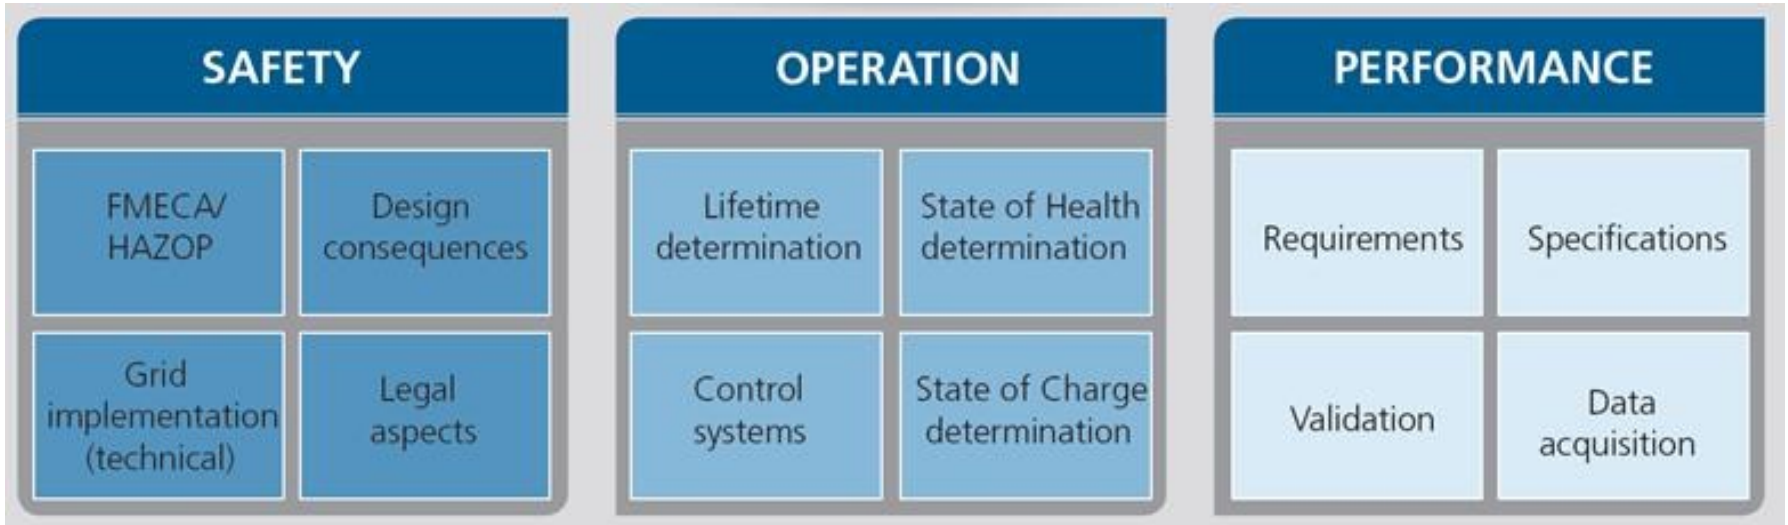 SAFETY
FMECA/
HAZOP
Design
consequences
Grid
implementation
(technical)
Legal
aspects
OPERATION
Lifetime
determination
State of Health
determination
Control
systems
State of Charge
determination
PERFORMANCE
Requirements
Specifications
Validation
Data
acquisition